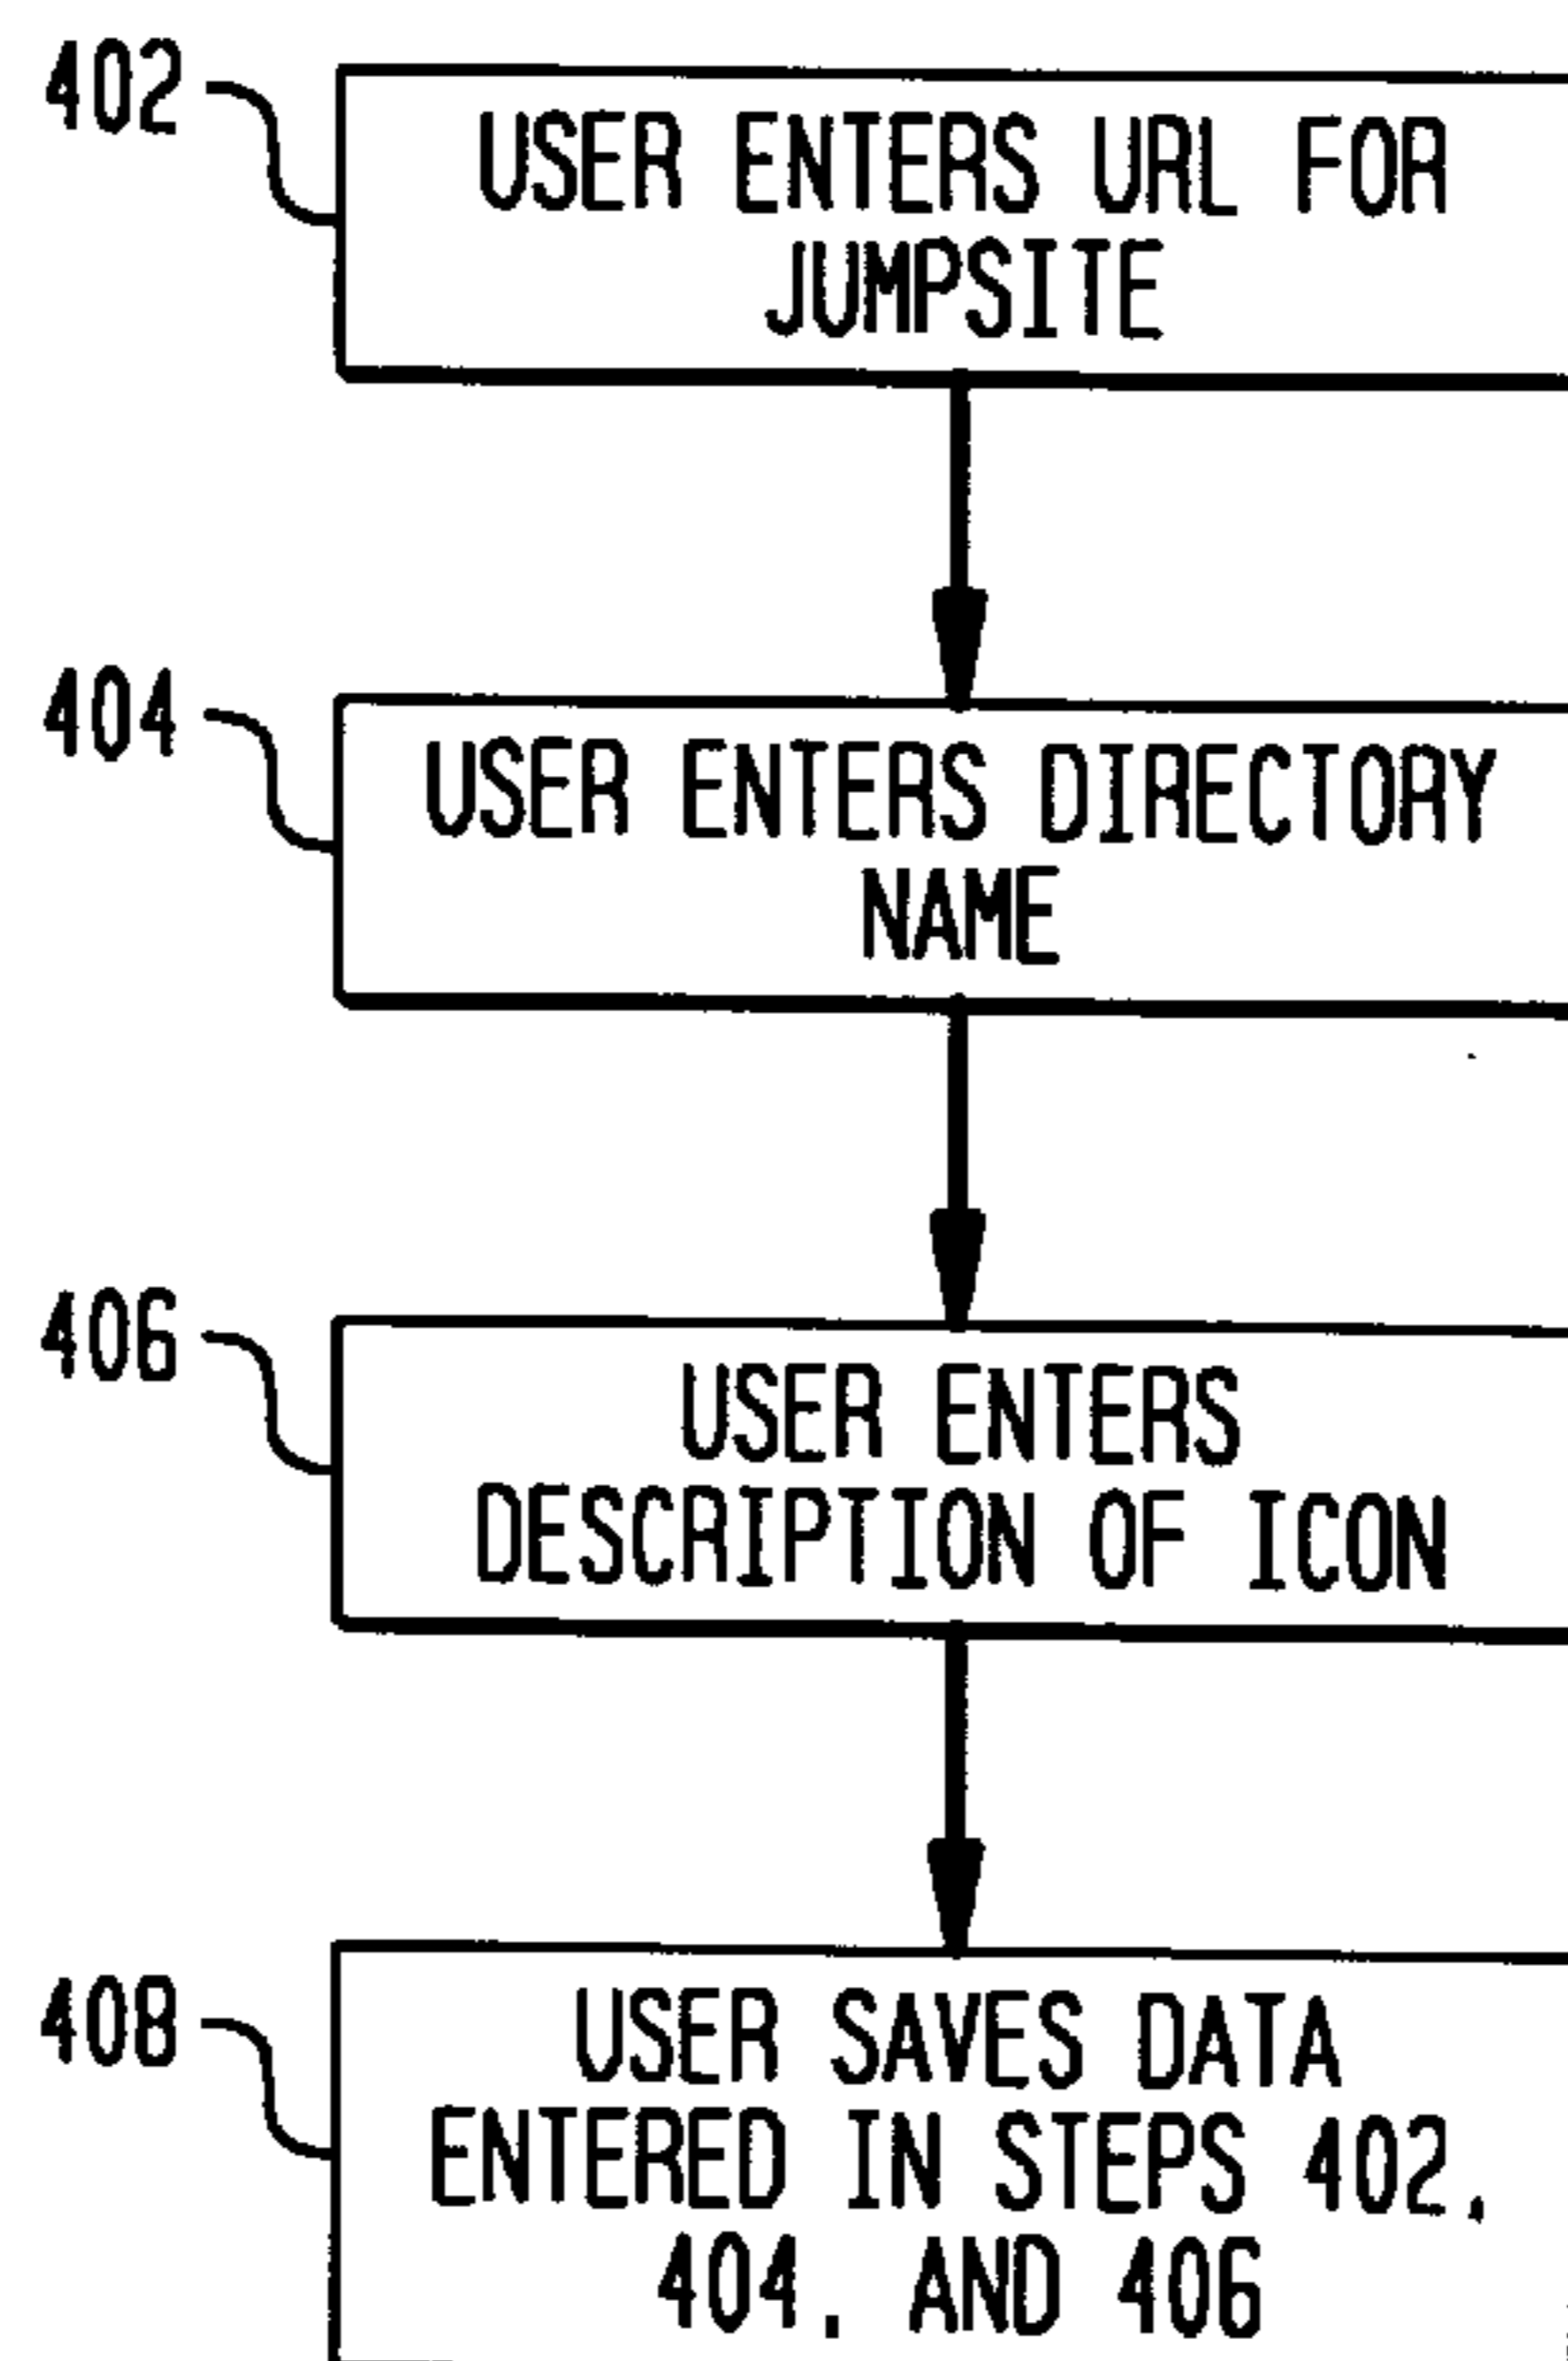 402
USER ENTERS URL FOR
JUMPSITE
404
USER ENTERS DIRECTORY
NAME
406
USER ENTERS
DESCRIPTION OF ICON
408
USER SAVES DATA
ENTERED IN STEPS 402,
404, AND 406